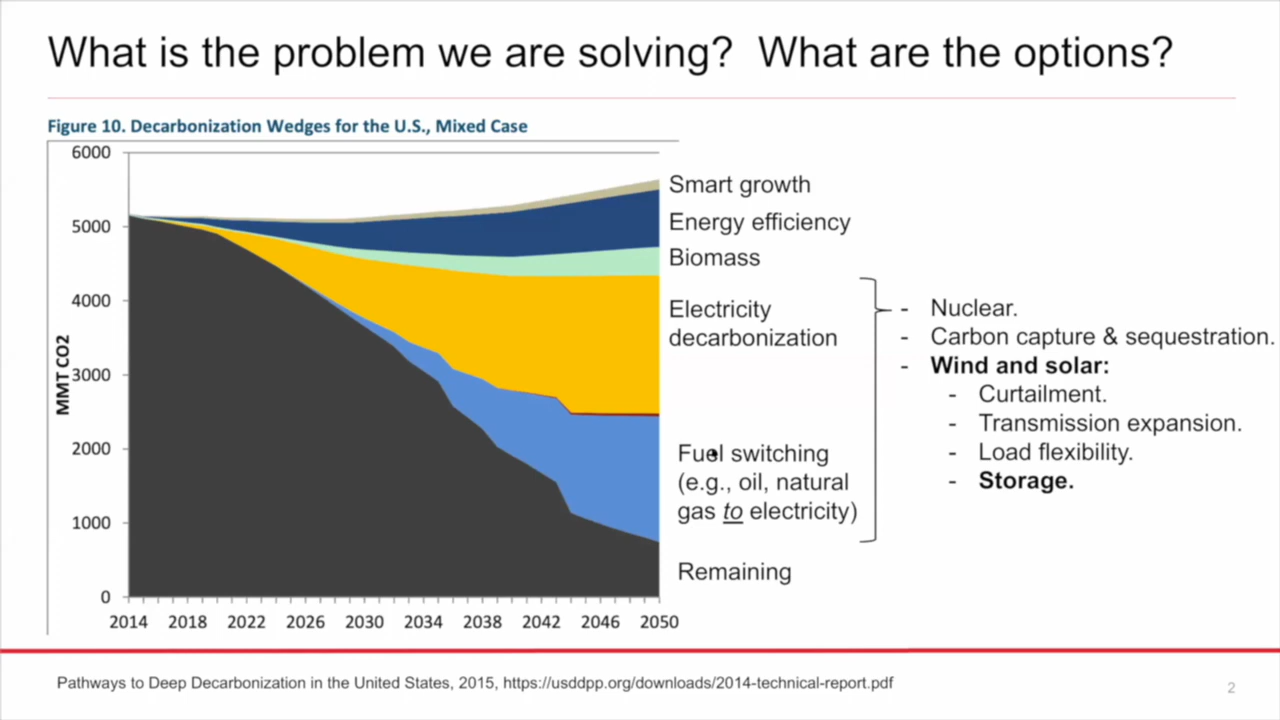 What is the problem we are solving?  What are the options?
Figure 10. Decarbonization Wedges for the U.S., Mixed Case
MMT CO2
6000
5000
4000
3000
2000
1000
0
2014 2018 2022 2026 2030 2034 2038 2042 2046 2050
Smart growth
Energy efficiency
Biomass
Electricity
decarbonization
Fuel switching
(e.g., oil, natural
gas to electricity)
Remaining
- Nuclear.
- Carbon capture & sequestration.
- Wind and solar:
- Curtailment.
- Transmission expansion.
- Load flexibility.
- Storage.
Pathways to Deep Decarbonization in the United States, 2015, https://usddpp.org/downloads/2014-technical-report.pdf
2